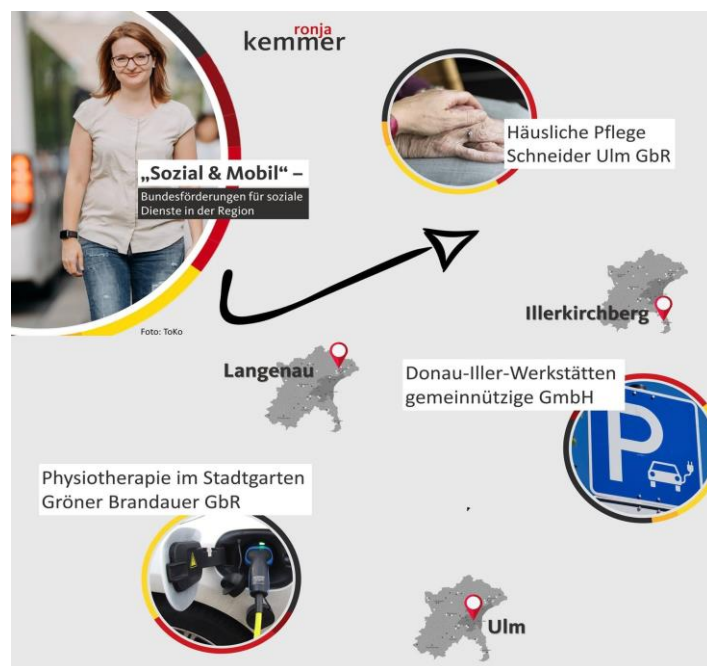 ronja
kemmer
„Sozial & Mobil“ –
Bundesförderungen für soziale
Dienste in der Region
Foto: ToKo
Häusliche Pflege
Schneider Ulm GbR
Illerkirchberg
Langenau
Donau-Iller-Werkstätten
gemeinnützige GmbH
P
Physiotherapie im Stadtgarten
Gröner Brandauer GbR
Ulm